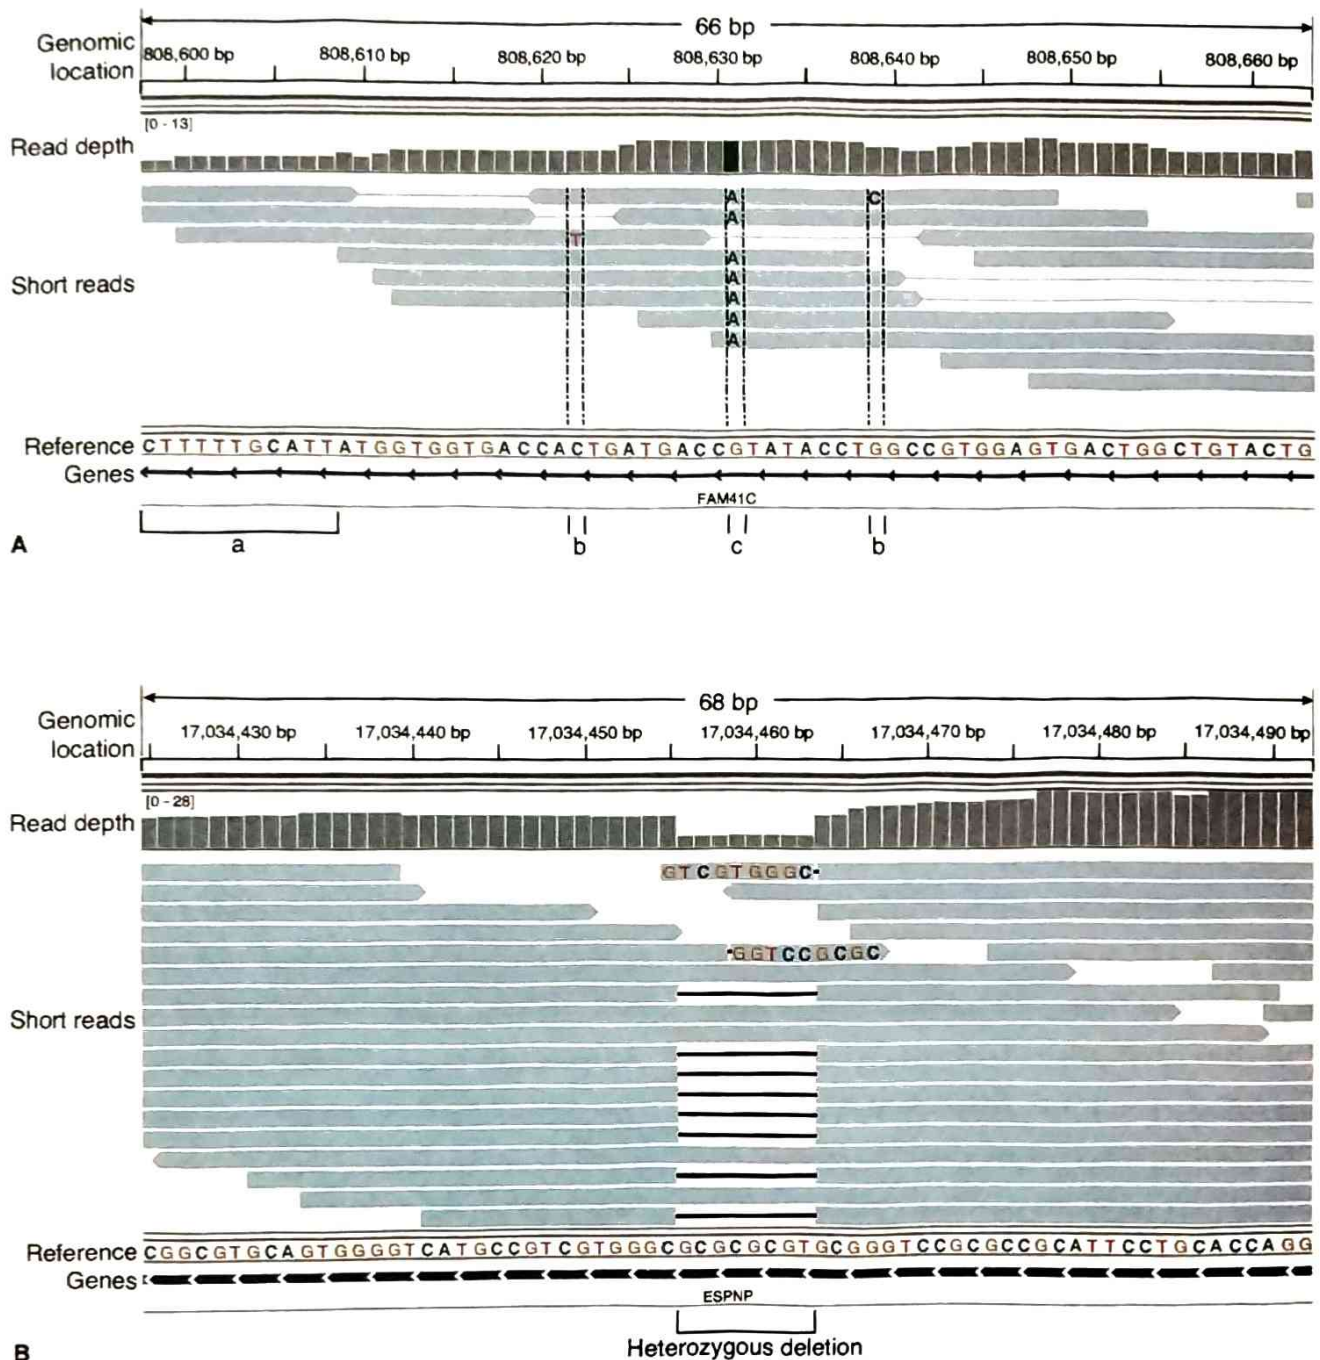 66 bp
Genomic location
808,600 bp 808,610 bp 808,620 bp 808,630 bp 808,640 bp 808,650 bp 808,660 bp
[0 - 13]
Read depth
A C
A
T
A
Short reads
A
A
A
A
Reference CTTTTTGCATTATGGTGGTGACCACTGATGACCGTATACCTGGCCGTGGAGTGACTGGCTGTACTG
Genes
FAM41C
A
a b c b
68 bp
Genomic location
17,034,430 bp 17,034,440 bp 17,034,450 bp 17,034,460 bp 17,034,470 bp 17,034,480 bp 17,034,490 bp
[0 - 28]
Read depth
GTCGTGGGC
GGTCCGCGC
Short reads
Reference CGGCGTGCAGTGGGGTCATGCCGTCGTGGGCGCGCGCGTGCGGGTCCGCGCCGCATTCCTGCACCAGG
Genes
ESPNP
Heterozygous deletion
B